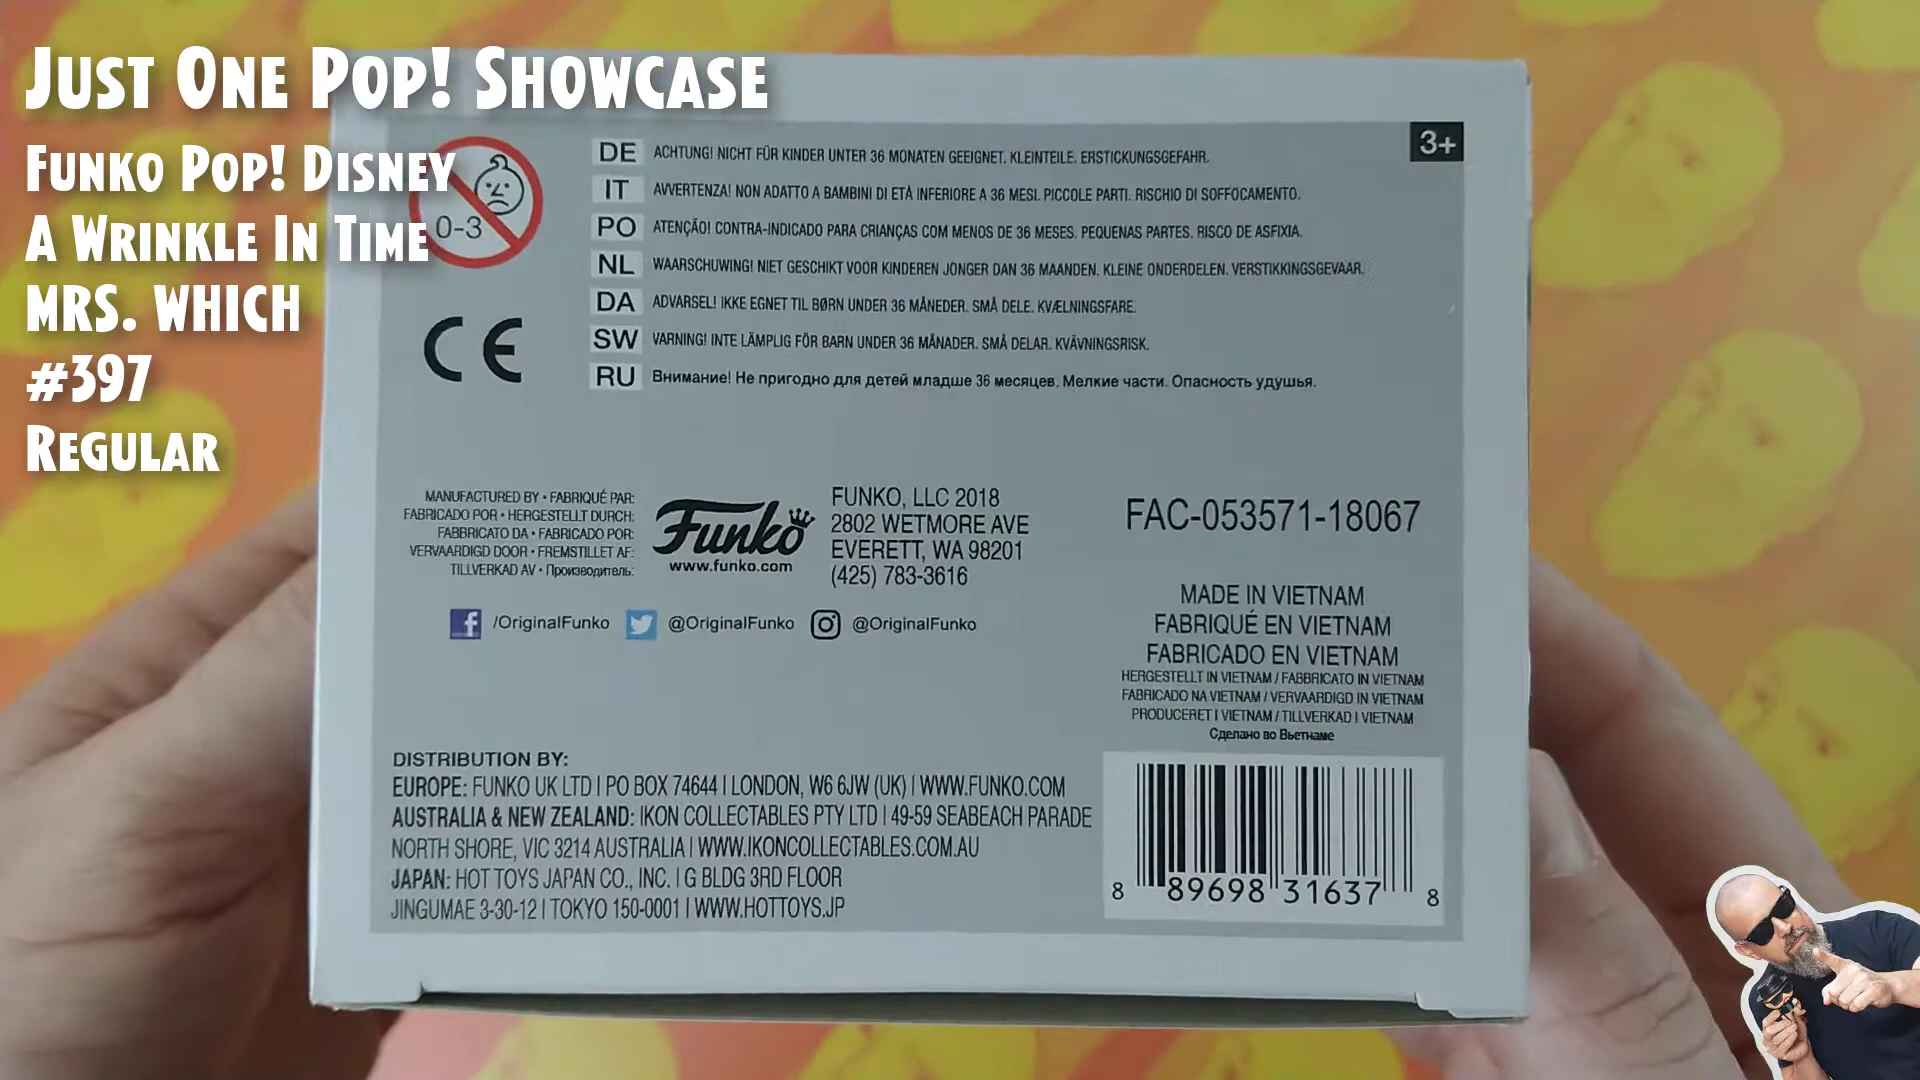 JUST ONE POP! SHOWCASE
FUNKO POP! DISNEY
A WRINKLE IN TIME
MRS. WHICH
#397
REGULAR
0-3
CE
3+
DE ACHTUNG! NICHT FÜR KINDER UNTER 36 MONATEN GEEIGNET. KLEINTEILE. ERSTICKUNGSGEFAHR.
IT AVVERTENZA! NON ADATTO A BAMBINI DI ETÀ INFERIORE A 36 MESI. PICCOLE PARTI. RISCHIO DI SOFFOCAMENTO.
PO ATENÇÃO! CONTRA-INDICADO PARA CRIANÇAS COM MENOS DE 36 MESES. PEQUENAS PARTES. RISCO DE ASFIXIA.
NL WAARSCHUWING! NIET GESCHIKT VOOR KINDEREN JONGER DAN 36 MAANDEN. KLEINE ONDERDELEN. VERSTIKKINGSGEVAAR.
DA ADVARSEL! IKKE EGNET TIL BØRN UNDER 36 MÅNEDER. SMÅ DELE. KVÆLNINGSFARE.
SW VARNING! INTE LÄMPLIG FÖR BARN UNDER 36 MÅNADER. SMÅ DELAR. KVÄVNINGSRISK.
RU Внимание! Не пригодно для детей младше 36 месяцев. Мелкие части. Опасность удушья.
MANUFACTURED BY • FABRIQUÉ PAR:
FABRICADO POR • HERGESTELLT DURCH:
FABBRICATO DA • FABRICADO POR:
VERVAARDIGD DOOR • FREMSTILLET AF:
TILLVERKAD AV • Производитель:
Funko
www.funko.com
FUNKO, LLC 2018
2802 WETMORE AVE
EVERETT, WA 98201
(425) 783-3616
/OriginalFunko @OriginalFunko @OriginalFunko
FAC-053571-18067
MADE IN VIETNAM
FABRIQUÉ EN VIETNAM
FABRICADO EN VIETNAM
HERGESTELLT IN VIETNAM / FABBRICATO IN VIETNAM
FABRICADO NA VIETNAM / VERVAARDIGD IN VIETNAM
PRODUCERET I VIETNAM / TILLVERKAD I VIETNAM
Сделано во Вьетнаме
DISTRIBUTION BY:
EUROPE: FUNKO UK LTD | PO BOX 74644 | LONDON, W6 6JW (UK) | WWW.FUNKO.COM
AUSTRALIA & NEW ZEALAND: IKON COLLECTABLES PTY LTD | 49-59 SEABEACH PARADE
NORTH SHORE, VIC 3214 AUSTRALIA | WWW.IKONCOLLECTABLES.COM.AU
JAPAN: HOT TOYS JAPAN CO., INC. | G BLDG 3RD FLOOR
JINGUMAE 3-30-12 | TOKYO 150-0001 | WWW.HOTTOYS.JP
8 89698 31637 8